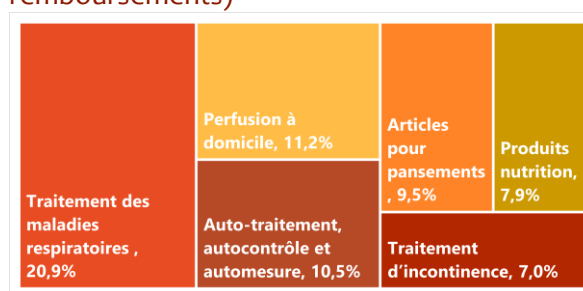 remboursements)
Traitement des
maladies
respiratoires ,
20,9%
Perfusion à
domicile, 11,2%
Auto-traitement,
autocontrôle et
automesure, 10,5%
Articles
pour
pansements
, 9,5%
Produits
nutrition,
7,9%
Traitement
d’incontinence, 7,0%